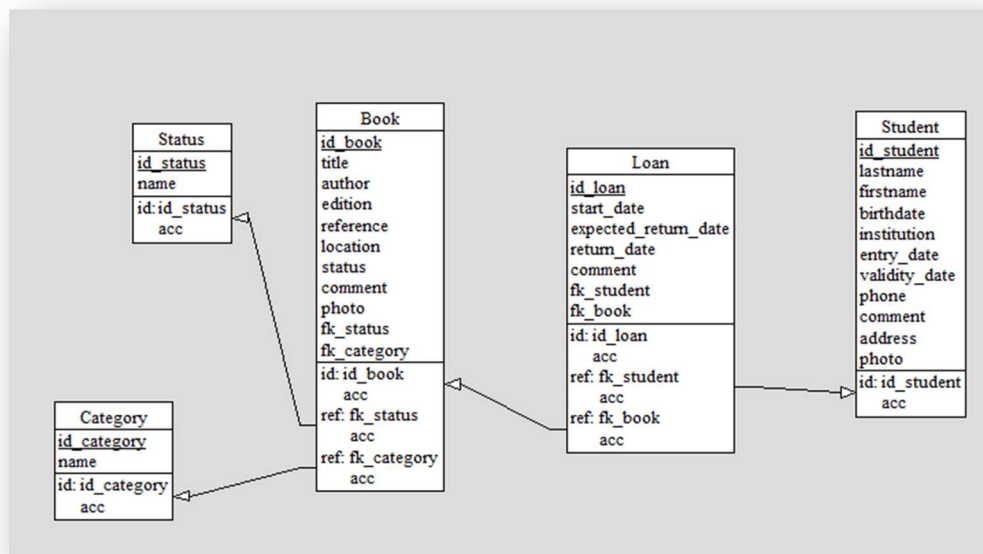 Status
id_status
name
id: id_status
acc
Category
id_category
name
id: id_category
acc
Book
id_book
title
author
edition
reference
location
status
comment
photo
fk_status
fk_category
id: id_book
acc
ref: fk_status
acc
ref: fk_category
acc
Loan
id_loan
start_date
expected_return_date
return_date
comment
fk_student
fk_book
id: id_loan
acc
ref: fk_student
acc
ref: fk_book
acc
Student
id_student
lastname
firstname
birthdate
institution
entry_date
validity_date
phone
comment
address
photo
id: id_student
acc